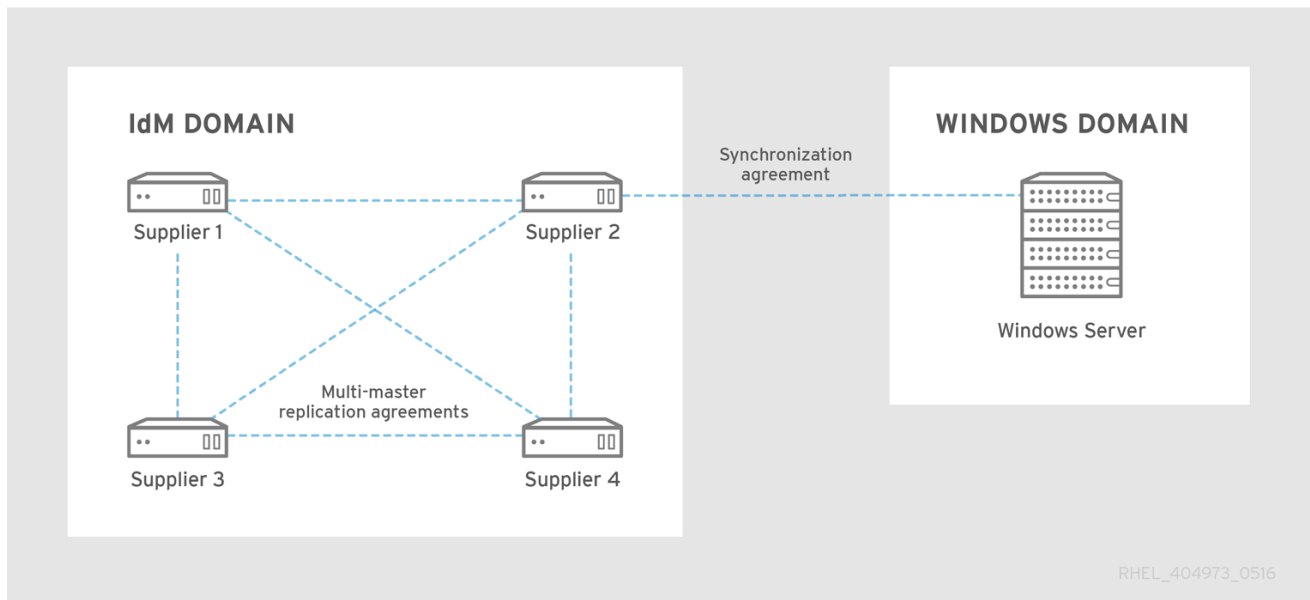 IdM DOMAIN
WINDOWS DOMAIN
Synchronization
agreement
Supplier 1
Supplier 2
Windows Server
Multi-master
replication agreements
Supplier 3
Supplier 4
RHEL_404973_0516